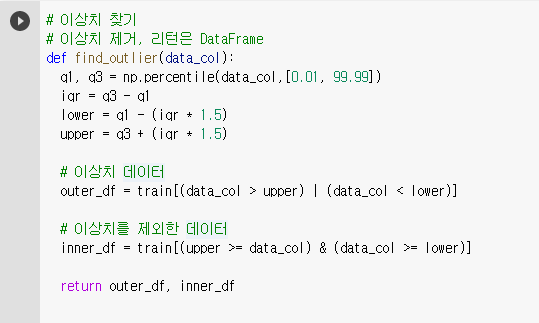 # 이상치 찾기
# 이상치 제거, 리턴은 DataFrame
def find_outlier(data_col):
  q1, q3 = np.percentile(data_col,[0.01, 99.99])
  iqr = q3 - q1
  lower = q1 - (iqr * 1.5)
  upper = q3 + (iqr * 1.5)
  # 이상치 데이터
  outer_df = train[(data_col > upper) | (data_col < lower)]
  # 이상치를 제외한 데이터
  inner_df = train[(upper >= data_col) & (data_col >= lower)]
  return outer_df, inner_df